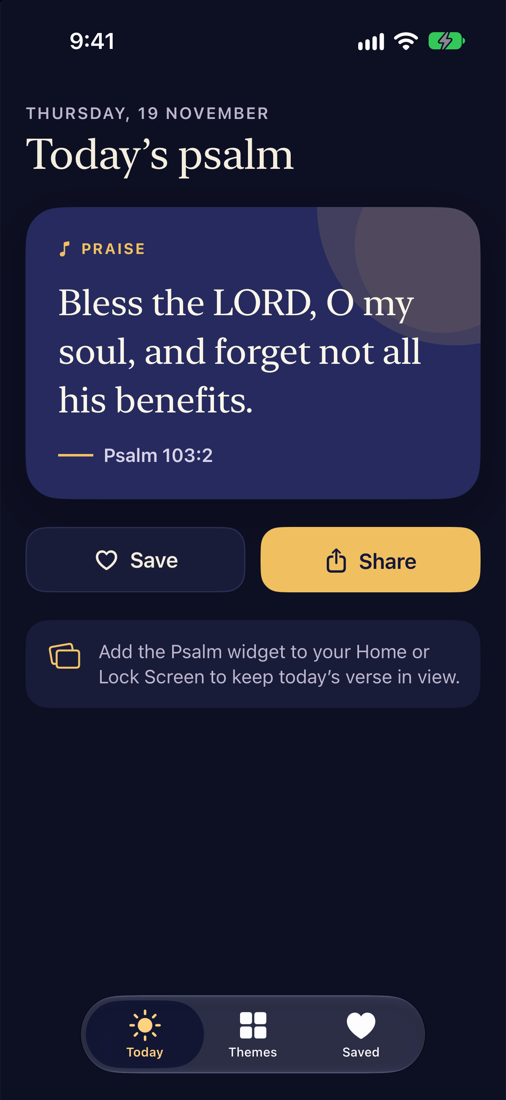 9:41
THURSDAY, 19 NOVEMBER
Today’s psalm
PRAISE
Bless the LORD, O my
soul, and forget not all
his benefits.
Psalm 103:2
Save
Share
Add the Psalm widget to your Home or
Lock Screen to keep today’s verse in view.
Today
Themes
Saved